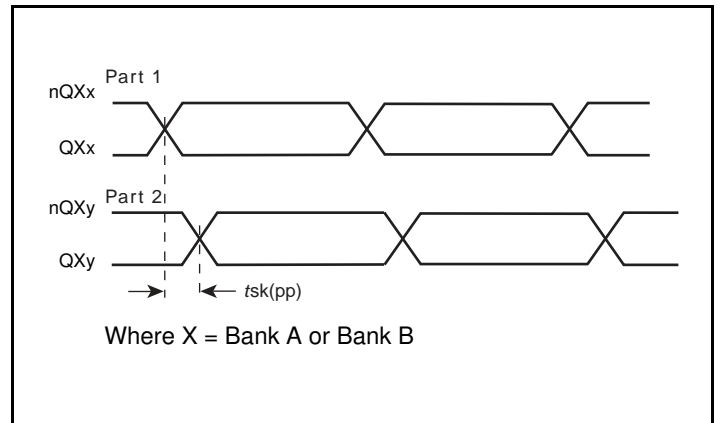 Part 1
nQXx
QXx
Part 2
nQXy
QXy
tsk(pp)
Where X = Bank A or Bank B